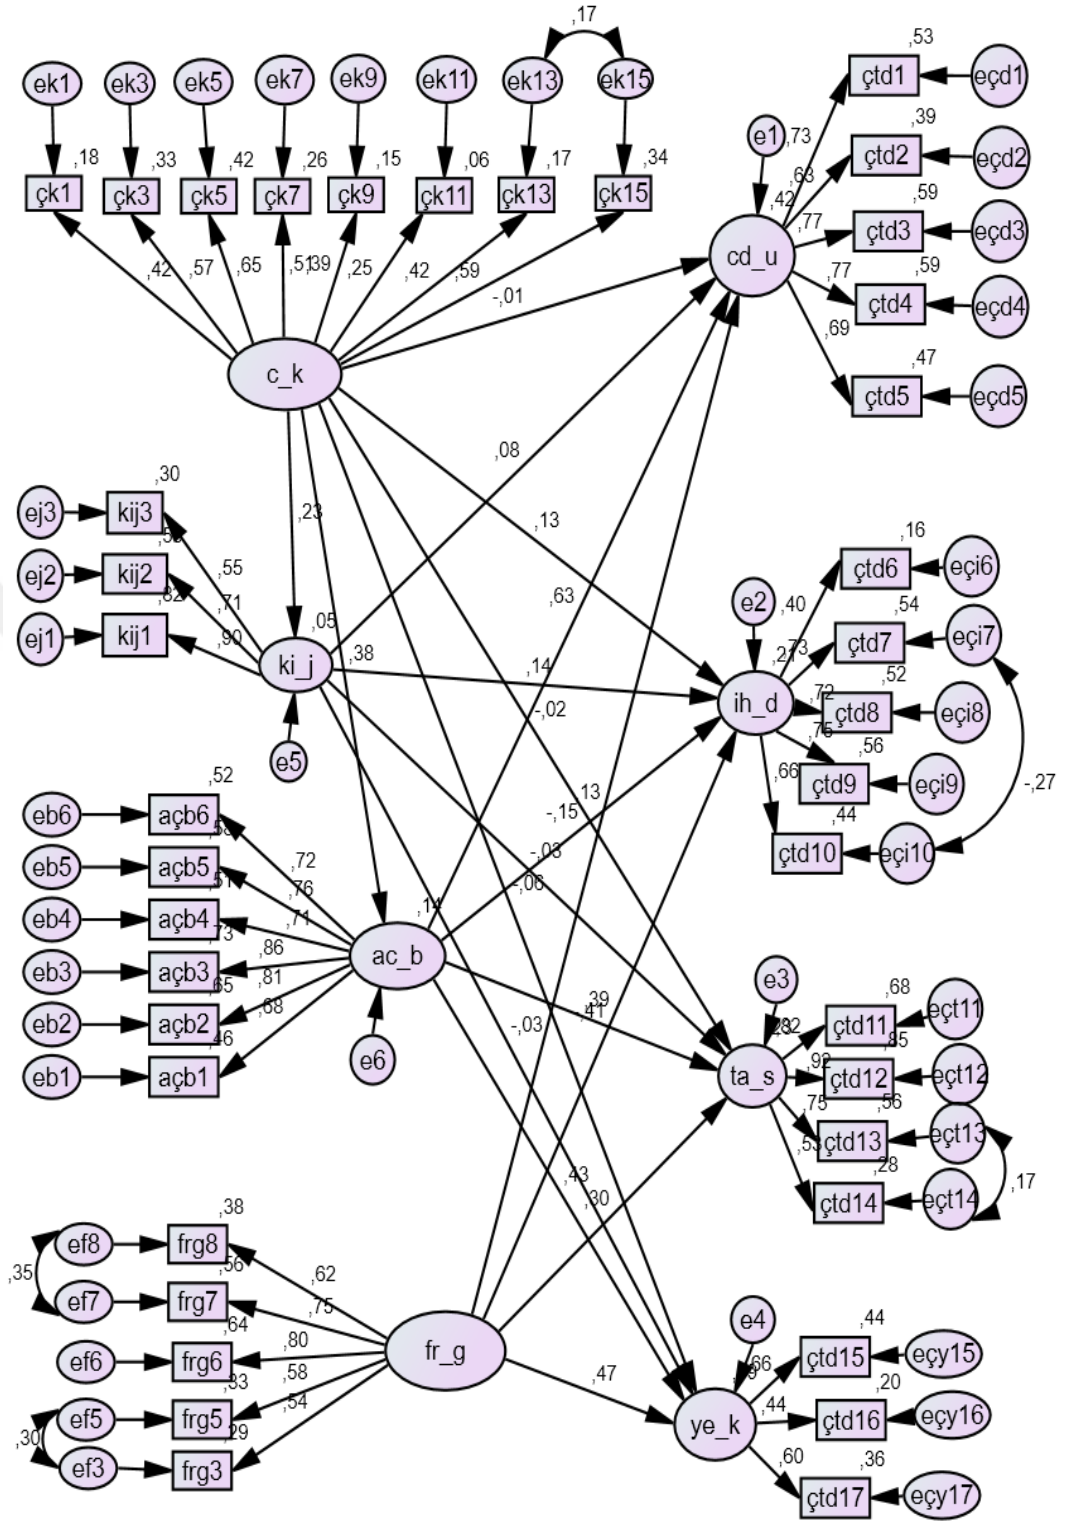 ,17
ek1 ek3 ek5 ek7 ek9 ek11 ek13 ek15
,18 ,33 ,42 ,26 ,15 ,06 ,17 ,34
çk1 çk3 çk5 çk7 çk9 çk11 çk13 çk15
,42 ,57 ,65 ,51 ,39 ,25 ,42 ,59
c_k
-,01
,08
,13
,23
,53
çtd1 eçd1
e1 ,73
,39
çtd2 eçd2
,63
,42
,59
,77 çtd3 eçd3
cd_u
,59
,77
çtd4 eçd4
,69
,47
çtd5 eçd5
,30
ej3 kij3
ej2 kij2
,55
,82
,71
ej1 kij1
,90
,05
ki_j
,38
e5
,63
,14
-,02
,13
-,15
-,03
-,06
,16
çtd6 eçi6
e2 ,40
,54
çtd7 eçi7
,73
,21
,52
ih_d
,72 çtd8 eçi8
,75 ,56
,66 çtd9 eçi9
-,27
,44
çtd10 eçi10
,52
eb6 açb6
eb5 açb5
,72
,51
,76
eb4 açb4
,71
,73
,86
eb3 açb3
,65
,81
eb2 açb2
,68
,46
eb1 açb1
,14
ac_b
e6
,39
,41
-,03
,43
,30
e3
,68
çtd11 eçt11
,85
ta_s
,92 çtd12 eçt12
,56
,75
çtd13 eçt13
,53
,28
çtd14 eçt14
,17
,38
ef8 frg8
,35
,56
ef7 frg7
,62
,75
,64
ef6 frg6
,80
,33
,58
ef5 frg5
,54
,30
,29
ef3 frg3
fr_g
,47
e4
,44
çtd15 eçy15
,66
,20
,44 çtd16 eçy16
ye_k
,60 ,36
çtd17 eçy17